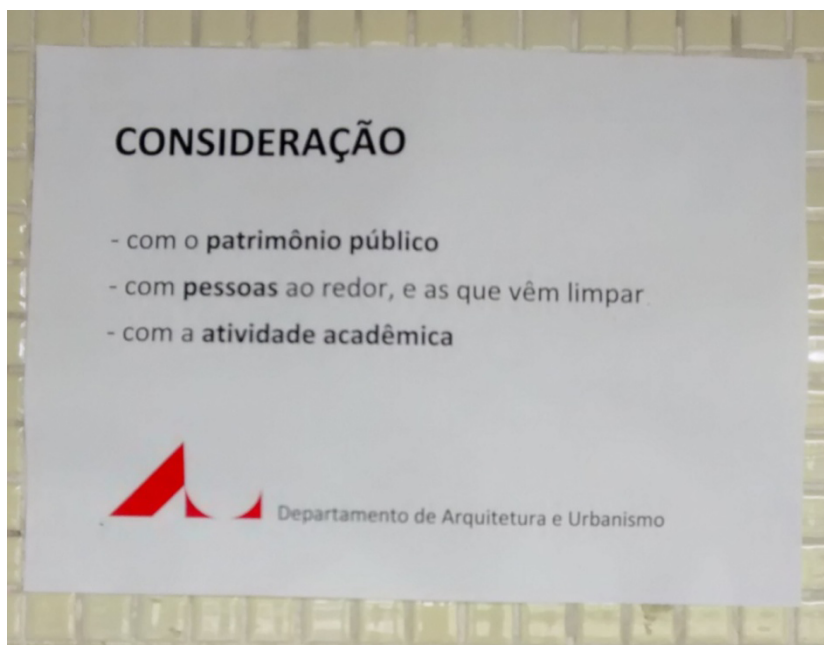 CONSIDERAÇÃO
- com o patrimônio público
- com pessoas ao redor, e as que vêm limpar
- com a atividade acadêmica
Departamento de Arquitetura e Urbanismo